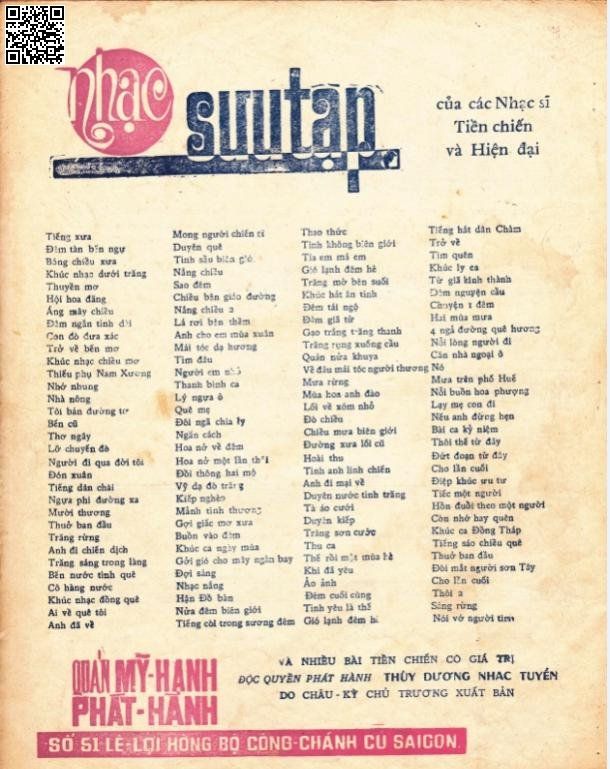 nhạc
sưu tập
của các Nhạc sĩ
Tiền chiến
và Hiện đại
Tiếng xưa
Đêm tàn bến ngự
Bóng chiều xưa
Khúc nhạc dưới trăng
Thuyền mơ
Hội hoa đăng
Áng mây chiều
Đêm ngắn tình dài
Con đò đưa xác
Trở về bến mơ
Khúc nhạc chiều mơ
Thiếu phụ Nam Xương
Nhớ nhung
Nhà nông
Tôi bán đường tơ
Bến cũ
Thơ ngây
Lỡ chuyến đò
Người đi qua đời tôi
Đón xuân
Tiếng dân chài
Ngựa phi đường xa
Mười thương
Thuở ban đầu
Trăng rừng
Anh đi chiến dịch
Trăng sáng trong làng
Bến nước tình quê
Cô hàng nước
Khúc nhạc đồng quê
Ai về quê tôi
Anh đã về
Mong người chiến sĩ
Duyên quê
Tình sầu biên giới
Nắng chiều
Sao đêm
Chiều bên giáo đường
Nắng chiều 2
Lá rơi bên thềm
Anh cho em mùa xuân
Mái tóc dạ hương
Tìm đâu
Người em nhỏ
Thanh bình ca
Lý ngựa ô
Quê mẹ
Đôi ngã chia ly
Ngăn cách
Hoa nở về đêm
Hoa nở một lần thôi
Đồi thông hai mộ
Vỹ dạ đò trăng
Kiếp nghèo
Mảnh tình thương
Gợi giấc mơ xưa
Buồn vào đêm
Khúc ca ngày mùa
Gởi gió cho mây ngàn bay
Đợi sáng
Nhạc nắng
Hận Đồ bàn
Nửa đêm biên giới
Tiếng còi trong sương đêm
Thao thức
Tình không biên giới
Tía em má em
Gió lạnh đêm hè
Trăng mờ bên suối
Khúc hát ân tình
Đêm tái ngộ
Đêm giã từ
Gạo trắng trăng thanh
Trăng rụng xuống cầu
Quán nửa khuya
Về đâu mái tóc người thương
Mưa rừng
Mùa hoa anh đào
Lối về xóm nhỏ
Đò chiều
Chiều mưa biên giới
Đường xưa lối cũ
Hoài thu
Tình anh lính chiến
Anh đi mai về
Duyên nước tình trăng
Tà áo cưới
Duyên kiếp
Trăng sơn cước
Thu ca
Thế rồi một mùa hè
Khi đã yêu
Ảo ảnh
Đêm cuối cùng
Tình yêu là thế
Gió lạnh đêm hè
Tiếng hát dân Chàm
Trở về
Tìm quên
Khúc ly ca
Từ giã kinh thành
Đêm nguyện cầu
Chuyện 1 đêm
Hai mùa mưa
4 ngả đường quê hương
Nỗi lòng người đi
Căn nhà ngoại ô
Nó
Mưa trên phố Huế
Nỗi buồn hoa phượng
Lạy mẹ con đi
Nếu anh đừng hẹn
Bài ca kỷ niệm
Thôi thế từ đây
Dứt đoạn từ đây
Cho lần cuối
Điệp khúc ưu tư
Tiếc một người
Hờn đuổi theo một người
Còn nhớ hay quên
Khúc ca Đồng Tháp
Tiếng sáo chiều quê
Thuở ban đầu
Đôi mắt người sơn Tây
Cho lần cuối
Thôi 2
Sáng rừng
Nói với người tình
VÀ NHIỀU BÀI TIỀN CHIẾN CÓ GIÁ TRỊ
ĐỘC QUYỀN PHÁT HÀNH THÙY DƯƠNG NHẠC TUYỂN
DO CHÂU-KỲ CHỦ TRƯƠNG XUẤT BẢN
QUÁN MỸ-HẠNH
PHÁT-HÀNH
SỐ 51 LÊ-LỢI HÔNG BỘ CÔNG-CHÁNH CŨ SAIGON